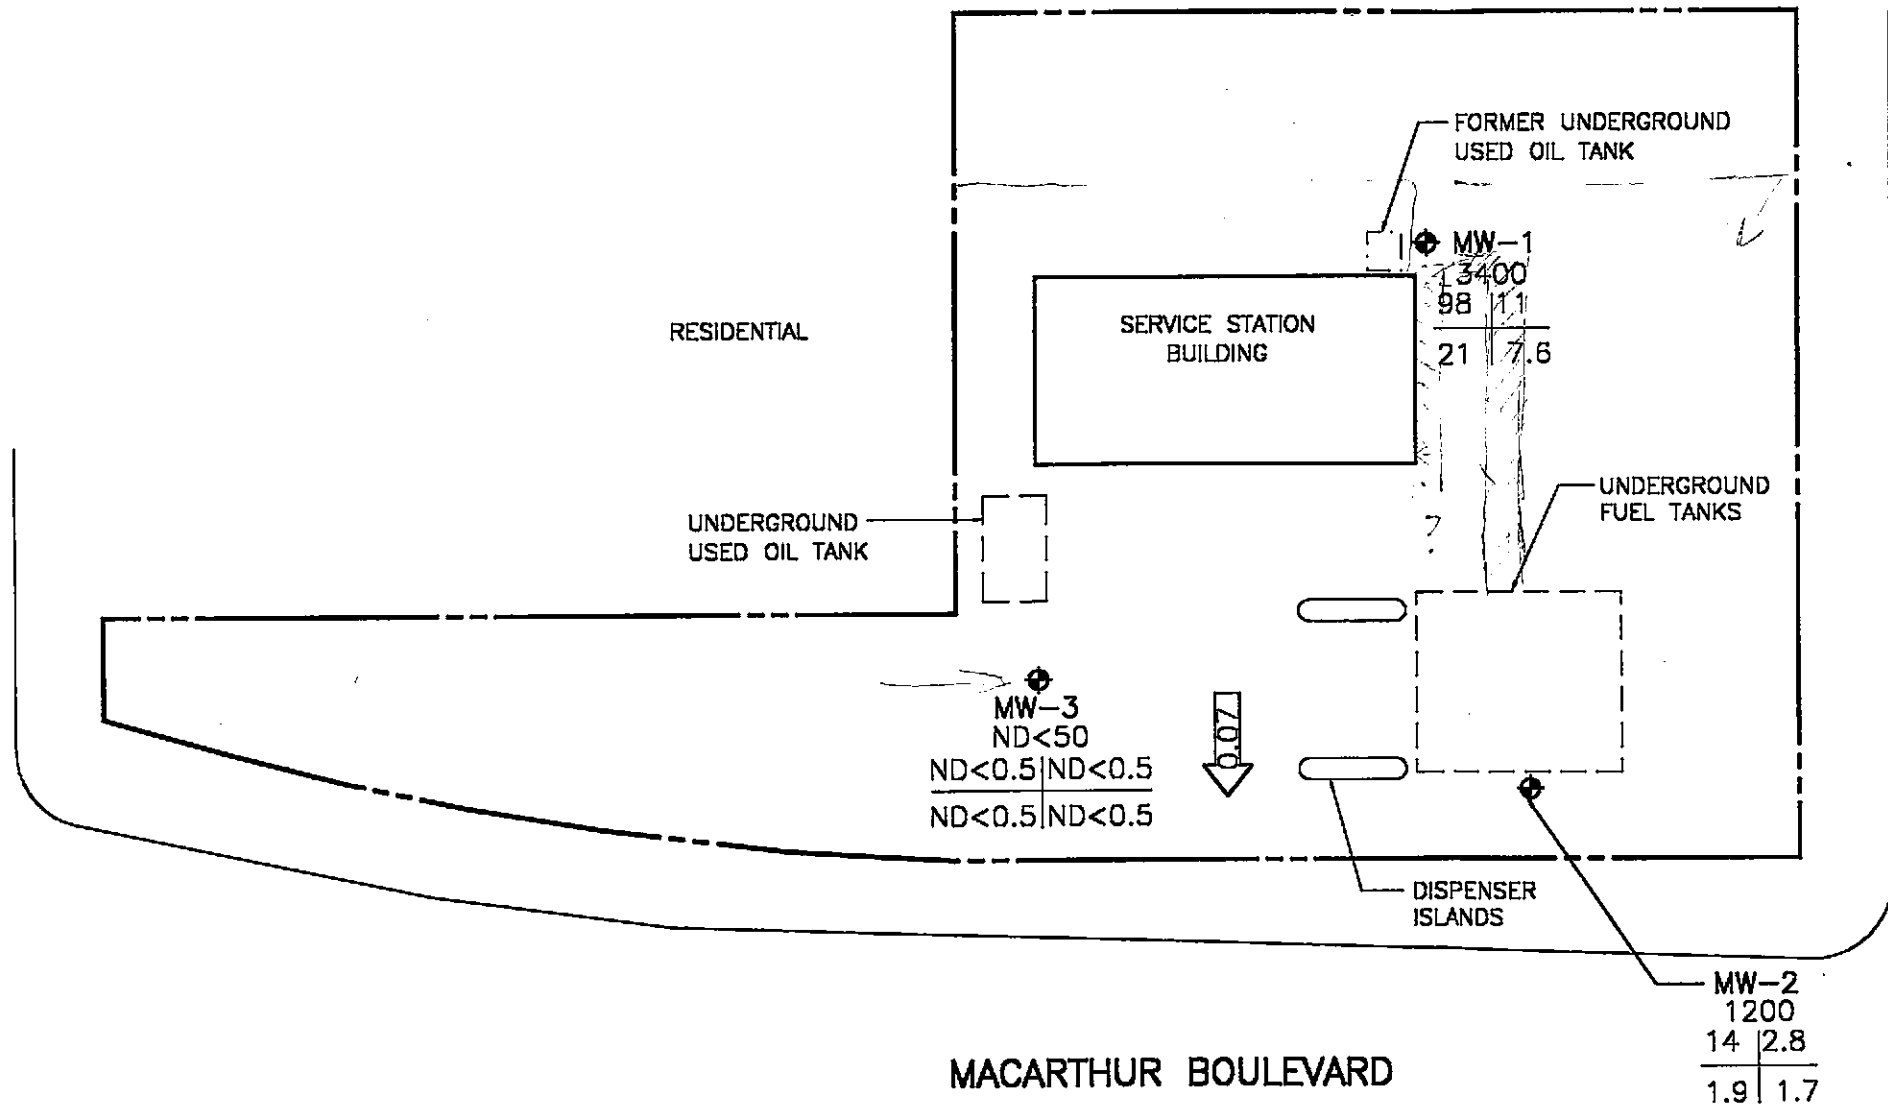 FORMER UNDERGROUND
USED OIL TANK
MW-1
3400
98 11
21 7.6
RESIDENTIAL
SERVICE STATION
BUILDING
UNDERGROUND
FUEL TANKS
UNDERGROUND
USED OIL TANK
MW-3
ND<50
ND<0.5 ND<0.5
ND<0.5 ND<0.5
0.07
DISPENSER
ISLANDS
MW-2
1200
14 2.8
1.9 1.7
MACARTHUR BOULEVARD